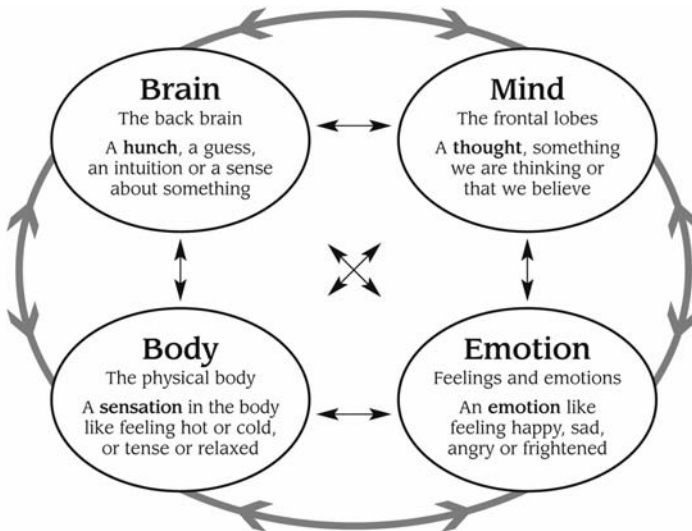 Brain
The back brain
A hunch, a guess,
an intuition or a sense
about something
Mind
The frontal lobes
A thought, something
we are thinking or
that we believe
Body
The physical body
A sensation in the body
like feeling hot or cold,
or tense or relaxed
Emotion
Feelings and emotions
An emotion like
feeling happy, sad,
angry or frightened